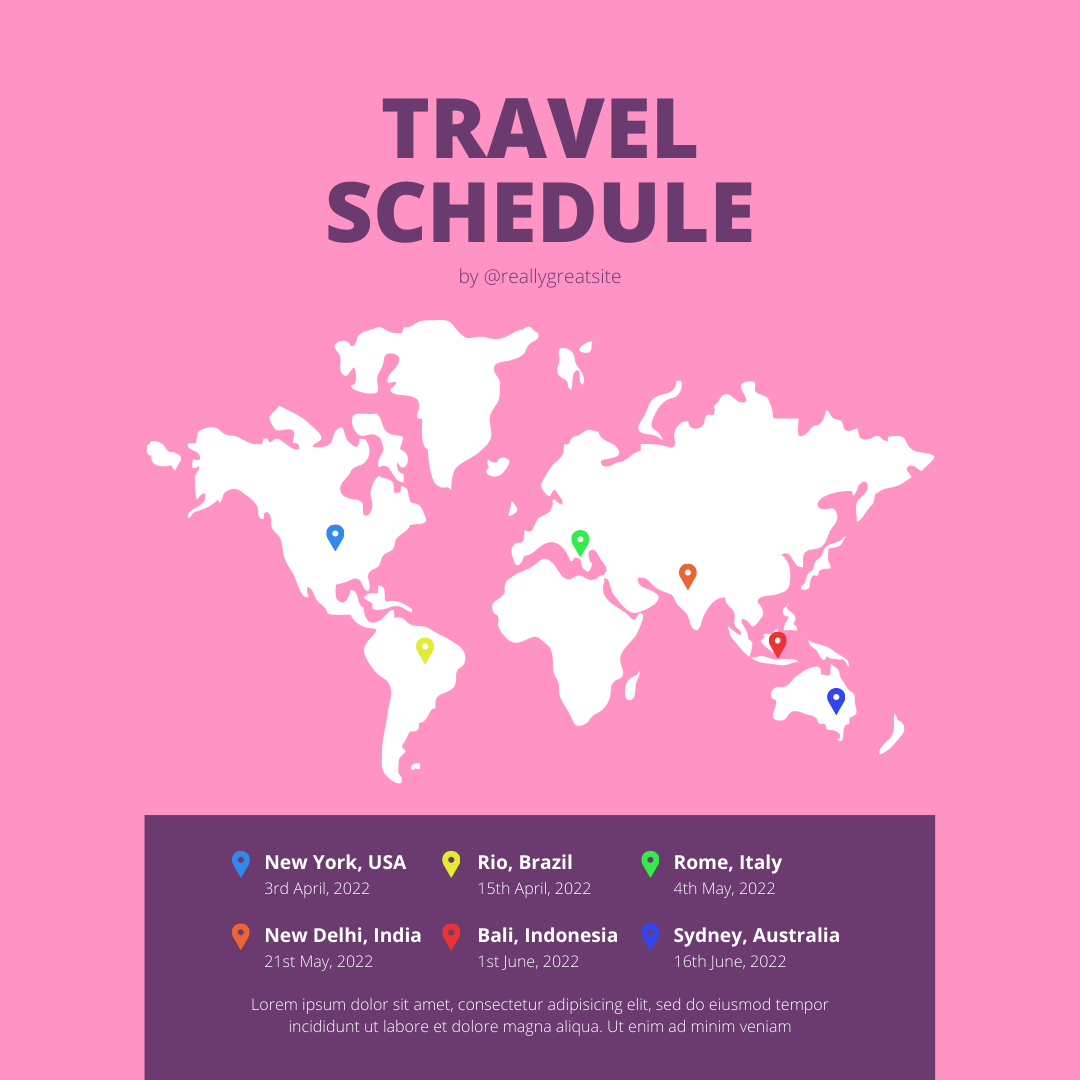 TRAVEL
SCHEDULE
by @reallygreatsite
New York, USA
3rd April, 2022
Rio, Brazil
15th April, 2022
Rome, Italy
4th May, 2022
New Delhi, India
21st May, 2022
Bali, Indonesia
1st June, 2022
Sydney, Australia
16th June, 2022
Lorem ipsum dolor sit amet, consectetur adipisicing elit, sed do eiusmod tempor
incididunt ut labore et dolore magna aliqua. Ut enim ad minim veniam